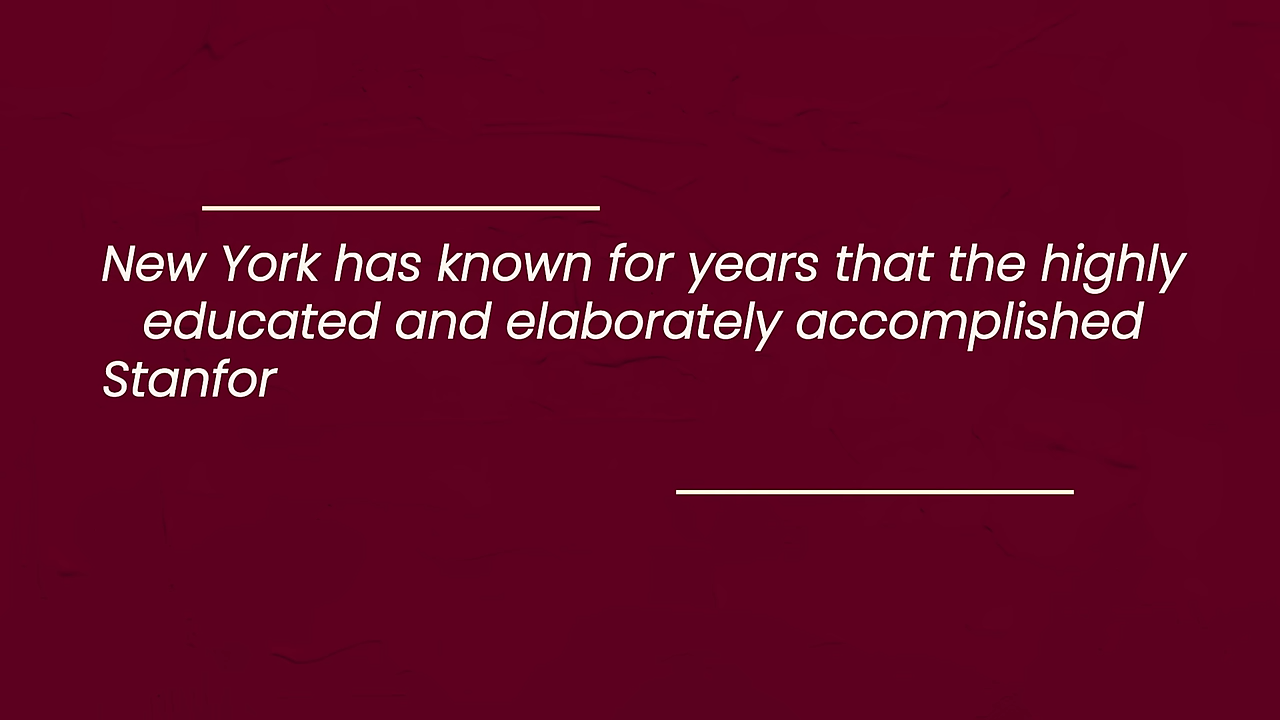 New York has known for years that the highly
educated and elaborately accomplished
Stanfor